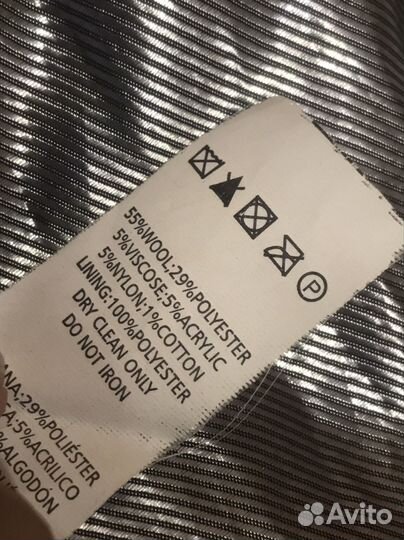 P
55%WOOL;29%POLYESTER
5%VISCOSE;5%ACRYLIC
5%NYLON;1%COTTON
LINING:100%POLYESTER
DRY CLEAN ONLY
DO NOT IRON
ANA;29%POLIÉSTER
A;5%ACRILICO
%ALGODÓN
Avito